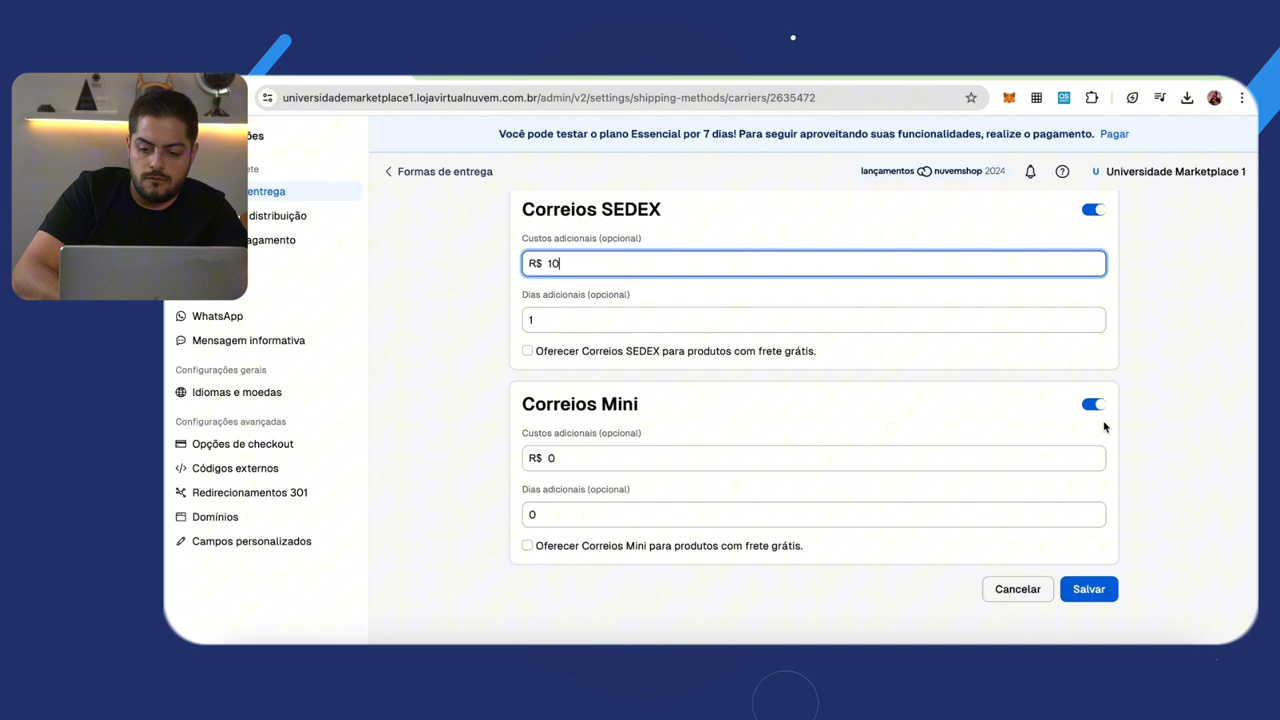 universidademarketplace1.lojavirtualnuvem.com.br/admin/v2/settings/shipping-methods/carriers/2635472
Você pode testar o plano Essencial por 7 dias! Para seguir aproveitando suas funcionalidades, realize o pagamento. Pagar
Formas de entrega
lançamentos nuvemshop 2024
U Universidade Marketplace 1
ões
ete
entrega
distribuição
agamento
WhatsApp
Mensagem informativa
Configurações gerais
Idiomas e moedas
Configurações avançadas
Opções de checkout
Códigos externos
Redirecionamentos 301
Domínios
Campos personalizados
Correios SEDEX
Custos adicionais (opcional)
R$ 10
Dias adicionais (opcional)
1
Oferecer Correios SEDEX para produtos com frete grátis.
Correios Mini
Custos adicionais (opcional)
R$ 0
Dias adicionais (opcional)
0
Oferecer Correios Mini para produtos com frete grátis.
Cancelar
Salvar